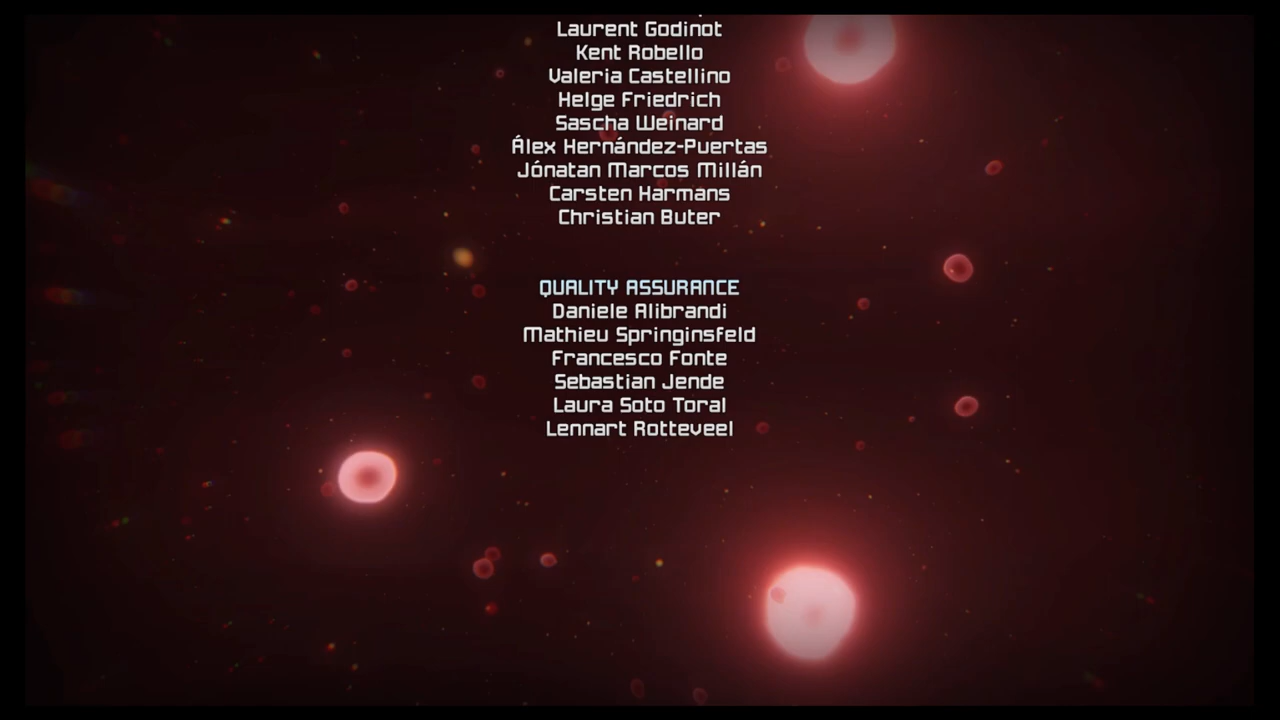 Laurent Godinot
Kent Robello
Valeria Castellino
Helge Friedrich
Sascha Weinard
Álex Hernández-Puertas
Jónatan Marcos Millán
Carsten Harmans
Christian Buter
QUALITY ASSURANCE
Daniele Alibrandi
Mathieu Springinsfeld
Francesco Fonte
Sebastian Jende
Laura Soto Toral
Lennart Rotteveel